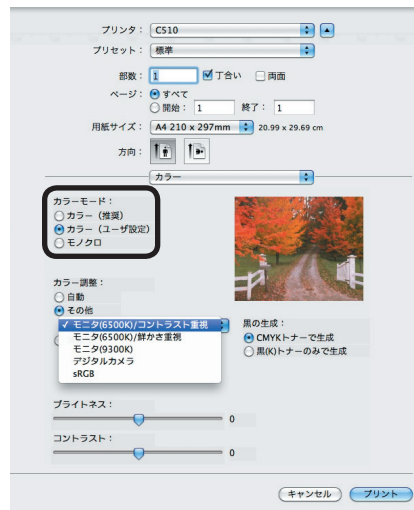 プリンタ： C510
プリセット： 標準
部数： 1 丁合い 両面
ページ： すべて
開始： 1 終了： 1
用紙サイズ： A4 210 x 297mm 20.99 x 29.69 cm
方向：
カラー
カラーモード：
カラー（推奨）
カラー（ユーザ設定）
モノクロ
カラー調整：
自動
その他
✓ モニタ(6500K)/コントラスト重視
モニタ(6500K)/鮮かさ重視
モニタ(9300K)
デジタルカメラ
sRGB
黒の生成：
CMYKトナーで生成
黒(K)トナーのみで生成
ブライトネス：
0
コントラスト：
0
キャンセル プリント